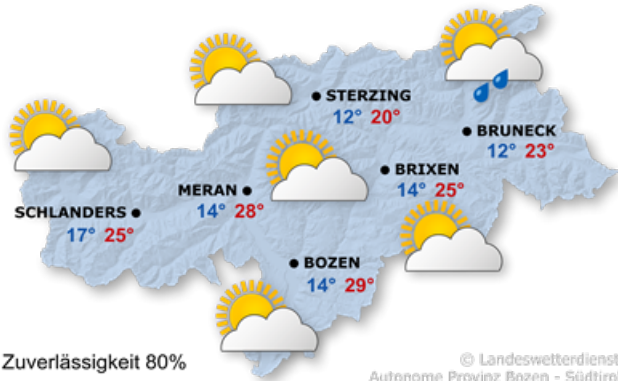 STERZING
12° 20°
BRUNECK
12° 23°
BRIXEN
14° 25°
MERAN
14° 28°
SCHLANDERS
17° 25°
BOZEN
14° 29°
Zuverlässigkeit 80%
© Landeswetterdienst
Autonome Provinz Bozen - Südtirol